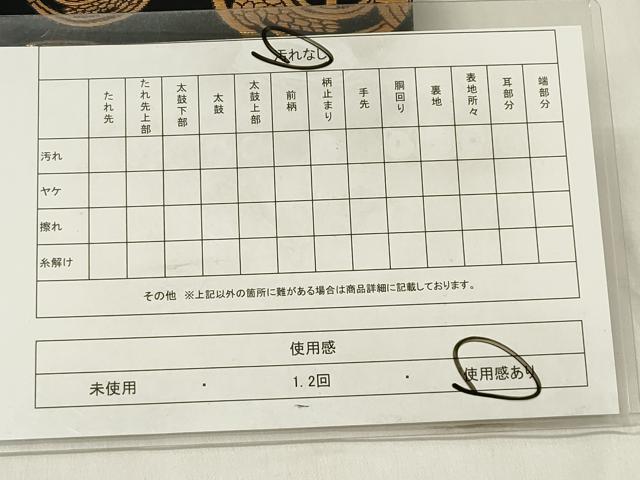 汚れなし
たれ先 たれ先上部 太鼓下部 太鼓 太鼓上部 前柄 柄止まり 手先 胴回り 裏地 表地所々 耳部分 端部分
汚れ
ヤケ
擦れ
糸解け
その他 ※上記以外の箇所に難がある場合は商品詳細に記載しております。
使用感
未使用 ・ 1.2回 ・ 使用感あり